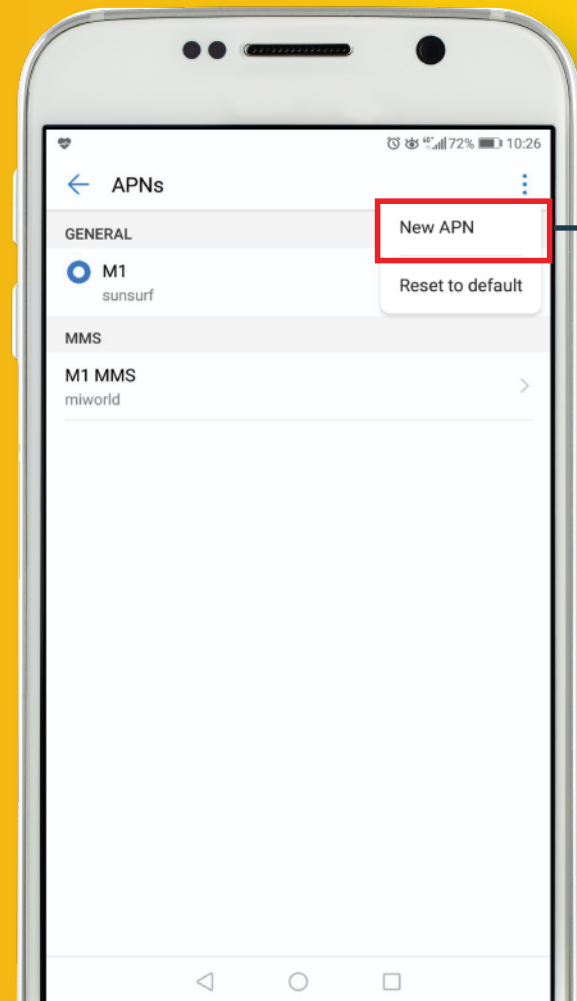 72% 10:26
APNs
New APN
GENERAL
M1
sunsurf
Reset to default
MMS
M1 MMS
miworld